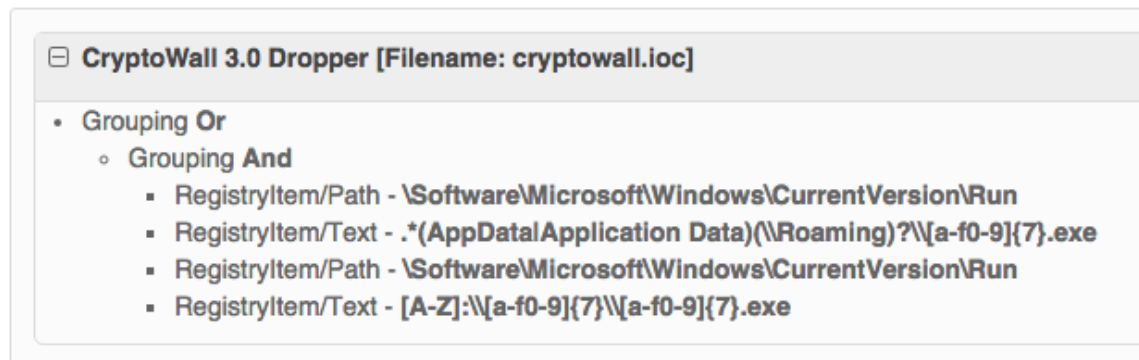 CryptoWall 3.0 Dropper [Filename: cryptowall.ioc]
Grouping Or
Grouping And
RegistryItem/Path - \Software\Microsoft\Windows\CurrentVersion\Run
RegistryItem/Text - .*(AppData|Application Data)(\\Roaming)?\\[a-f0-9]{7}.exe
RegistryItem/Path - \Software\Microsoft\Windows\CurrentVersion\Run
RegistryItem/Text - [A-Z]:\\[a-f0-9]{7}\\[a-f0-9]{7}.exe